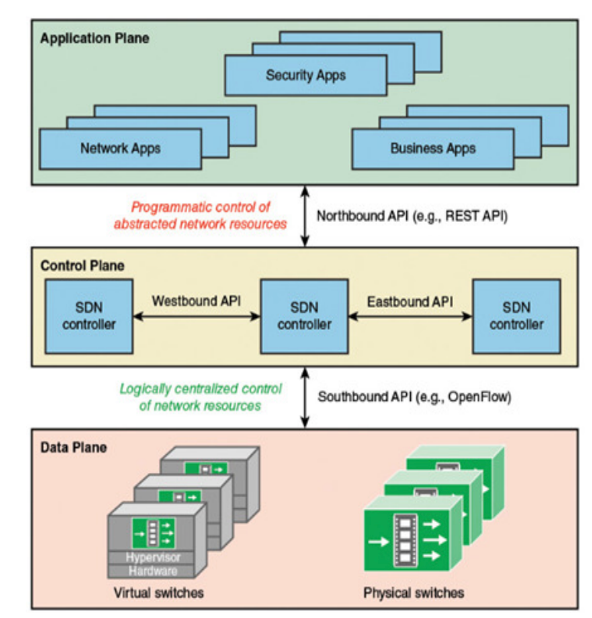 Application Plane
Security Apps
Network Apps
Business Apps
Programmatic control of
abstracted network resources
Northbound API (e.g., REST API)
Control Plane
SDN
controller
Westbound API
SDN
controller
Eastbound API
SDN
controller
Logically centralized control
of network resources
Southbound API (e.g., OpenFlow)
Data Plane
Hypervisor
Hardware
Virtual switches
Physical switches